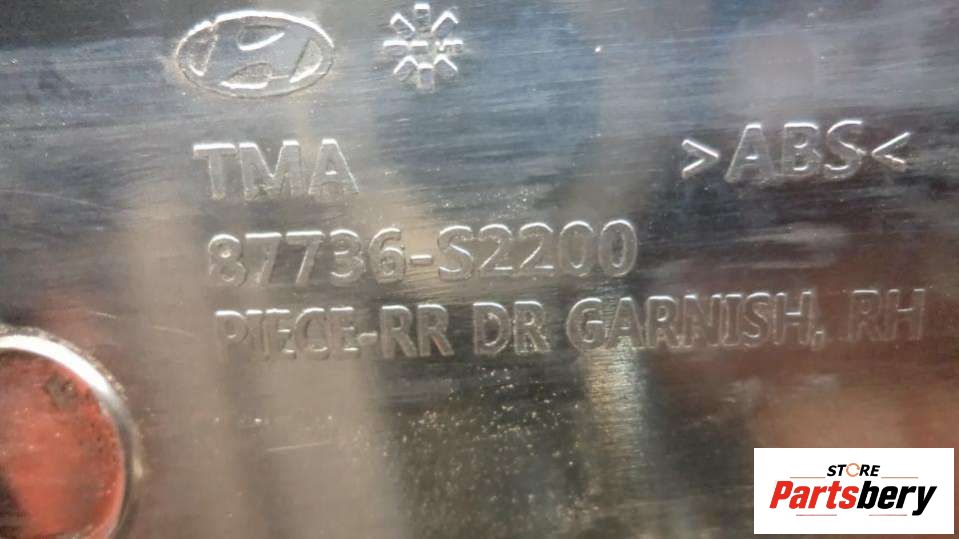 TMA
>ABS<
87736-S2200
PIECE-RR DR GARNISH, RH
STORE
Partsbery